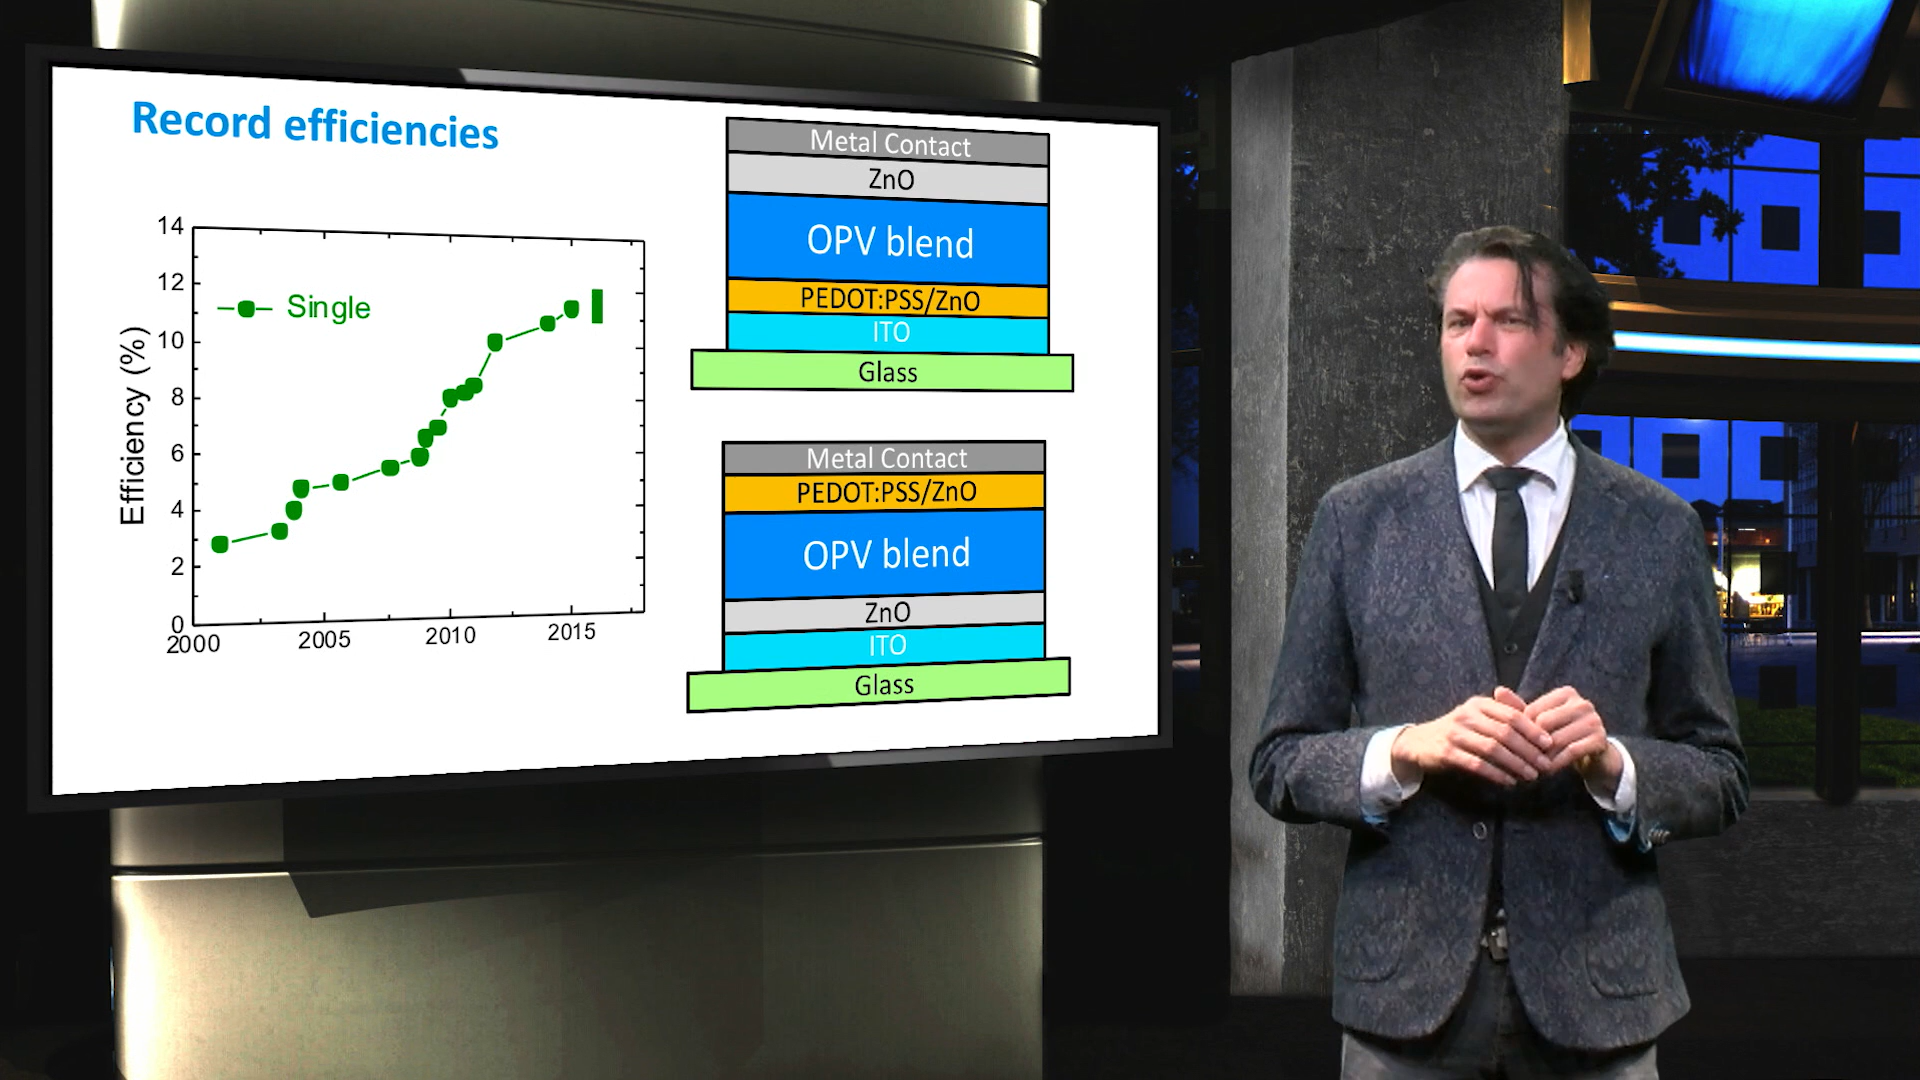 Record efficiencies
14
12
10
8
6
4
2
0
Efficiency (%)
Single
2000
2005
2010
2015
Metal Contact
ZnO
OPV blend
PEDOT:PSS/ZnO
ITO
Glass
Metal Contact
PEDOT:PSS/ZnO
OPV blend
ZnO
ITO
Glass